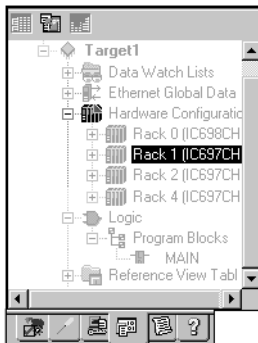 Target1
Data Watch Lists
Ethernet Global Data
Hardware Configuratic
Rack 0 (IC698CH
Rack 1 (IC697CH
Rack 2 (IC697CH
Rack 4 (IC697CH
Logic
Program Blocks
MAIN
Reference View Tabl